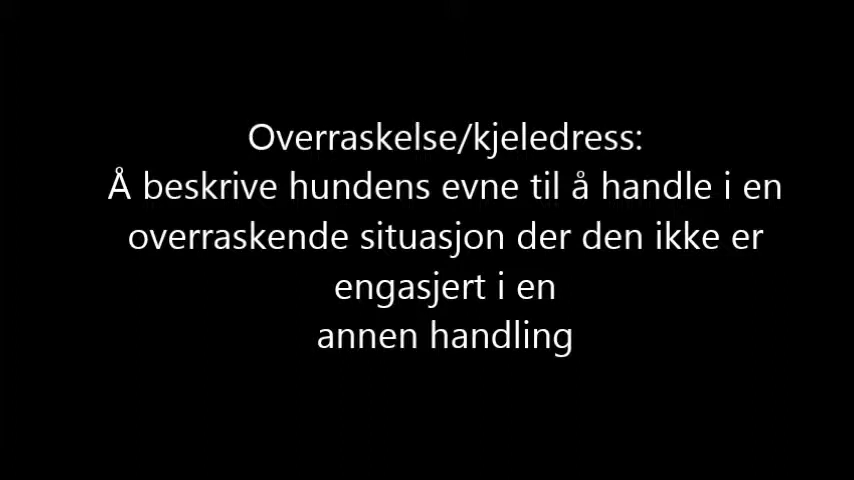 Overraskelse/kjeledress:
Å beskrive hundens evne til å handle i en
overraskende situasjon der den ikke er
engasjert i en
annen handling